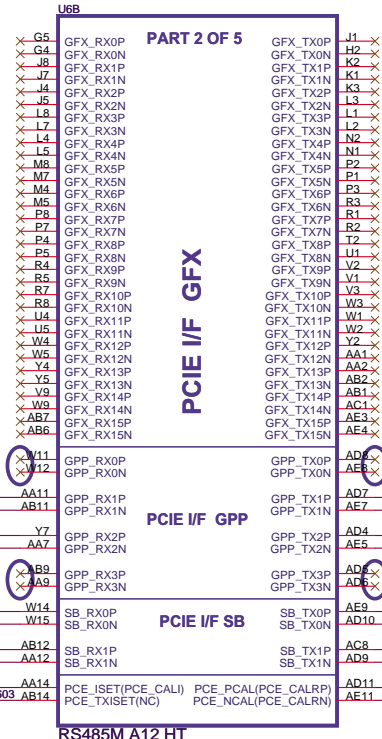 U6B
PART 2 OF 5
G5 GFX_RX0P GFX_TX0P J1
G4 GFX_RX0N GFX_TX0N H2
J8 GFX_RX1P GFX_TX1P K2
J7 GFX_RX1N GFX_TX1N K1
J4 GFX_RX2P GFX_TX2P K3
J5 GFX_RX2N GFX_TX2N L3
L8 GFX_RX3P GFX_TX3P L1
L7 GFX_RX3N GFX_TX3N L2
L4 GFX_RX4P GFX_TX4P N2
L5 GFX_RX4N GFX_TX4N N1
M8 GFX_RX5P GFX_TX5P P2
M7 GFX_RX5N GFX_TX5N P1
M4 GFX_RX6P GFX_TX6P P3
M5 GFX_RX6N GFX_TX6N R3
P8 GFX_RX7P GFX_TX7P R1
P7 GFX_RX7N GFX_TX7N R2
P4 GFX_RX8P GFX_TX8P T2
P5 GFX_RX8N GFX_TX8N U1
R4 GFX_RX9P GFX_TX9P V2
R5 GFX_RX9N GFX_TX9N V1
R7 GFX_RX10P GFX_TX10P V3
R8 GFX_RX10N GFX_TX10N W3
U4 GFX_RX11P GFX_TX11P W1
U5 GFX_RX11N GFX_TX11N W2
W4 GFX_RX12P GFX_TX12P Y2
W5 GFX_RX12N GFX_TX12N AA1
Y4 GFX_RX13P GFX_TX13P AA2
Y5 GFX_RX13N GFX_TX13N AB2
V9 GFX_RX14P GFX_TX14P AB1
W9 GFX_RX14N GFX_TX14N AC1
AB7 GFX_RX15P GFX_TX15P AE3
AB6 GFX_RX15N GFX_TX15N AE4
PCIE I/F GFX
W11 GPP_RX0P GPP_TX0P AD8
W12 GPP_RX0N GPP_TX0N AE8
AA11 GPP_RX1P GPP_TX1P AD7
AB11 GPP_RX1N GPP_TX1N AE7
PCIE I/F GPP
Y7 GPP_RX2P GPP_TX2P AD4
AA7 GPP_RX2N GPP_TX2N AE5
AB9 GPP_RX3P GPP_TX3P AD5
AA9 GPP_RX3N GPP_TX3N AD6
W14 SB_RX0P SB_TX0P AE9
W15 SB_RX0N SB_TX0N AD10
PCIE I/F SB
AB12 SB_RX1P SB_TX1P AC8
AA12 SB_RX1N SB_TX1N AD9
AA14 PCE_ISET(PCE_CALI) PCE_PCAL(PCE_CALRP) AD11
603 AB14 PCE_TXISET(NC) PCE_NCAL(PCE_CALRN) AE11
RS485M A12 HT